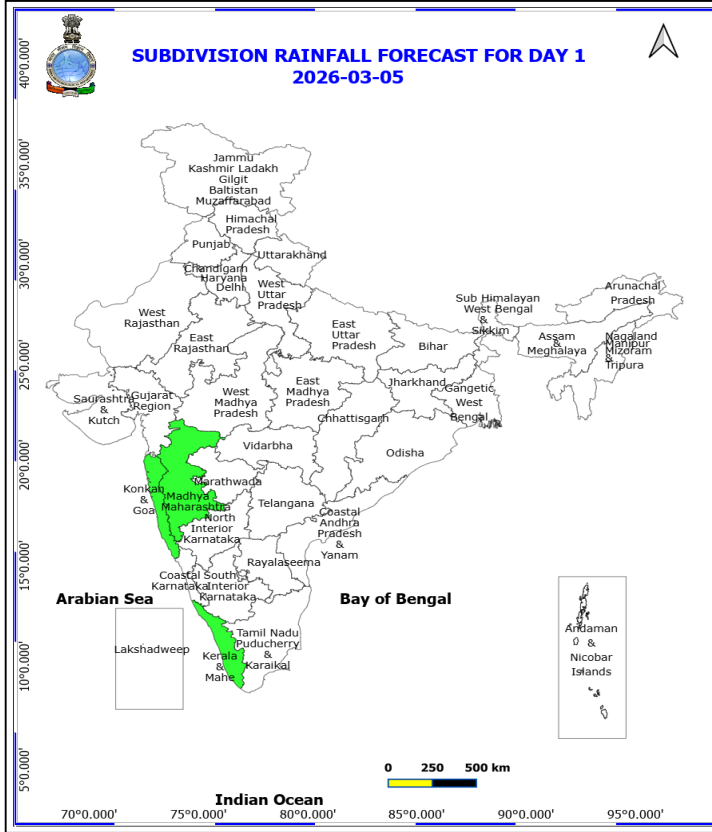 SUBDIVISION RAINFALL FORECAST FOR DAY 1
2026-03-05
40°0.000'
35°0.000'
30°0.000'
25°0.000'
20°0.000'
15°0.000'
10°0.000'
5°0.000'
Jammu
Kashmir Ladakh
Gilgit
Baltistan
Muzaffarabad
Himachal
Pradesh
Punjab
Uttarakhand
Chandigarh
Haryana
Delhi
West
Uttar
Pradesh
West
Rajasthan
East
Rajasthan
East
Uttar
Pradesh
Bihar
Sub Himalayan
West Bengal
&
Sikkim
Arunachal
Pradesh
Assam
&
Meghalaya
Nagaland
Manipur
Mizoram
&
Tripura
Saurashtra
&
Kutch
Gujarat
Region
West
Madhya
Pradesh
East
Madhya
Pradesh
Jharkhand
Gangetic
West
Bengal
Chhattisgarh
Odisha
Vidarbha
Marathwada
Konkan
&
Goa
Madhya
Maharashtra
Telangana
North
Interior
Karnataka
Coastal
Andhra
Pradesh
&
Yanam
Rayalaseema
Coastal
Karnataka
South
Interior
Karnataka
Tamil Nadu
Puducherry
&
Karaikal
Kerala
&
Mahe
Lakshadweep
Andaman
&
Nicobar
Islands
Arabian Sea
Bay of Bengal
Indian Ocean
0 250 500 km
70°0.000' 75°0.000' 80°0.000' 85°0.000' 90°0.000' 95°0.000'